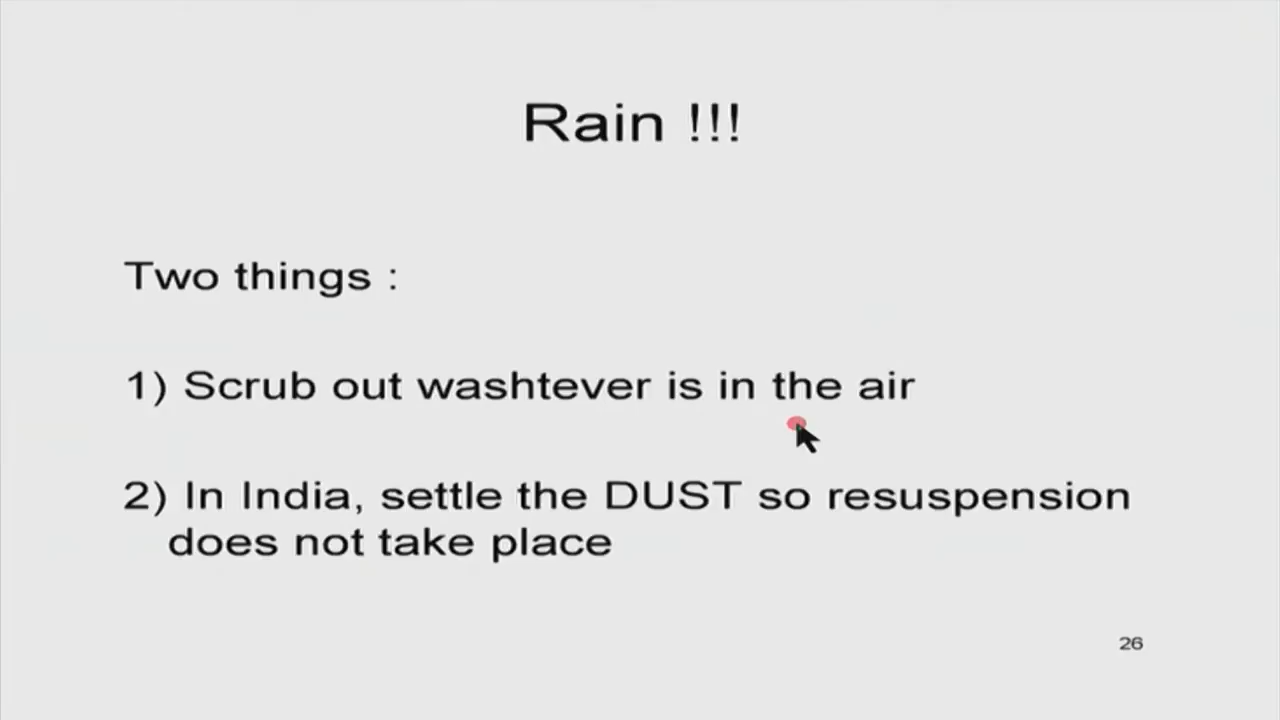 Rain !!!
Two things :
1) Scrub out washtever is in the air
2) In India, settle the DUST so resuspension
does not take place
26